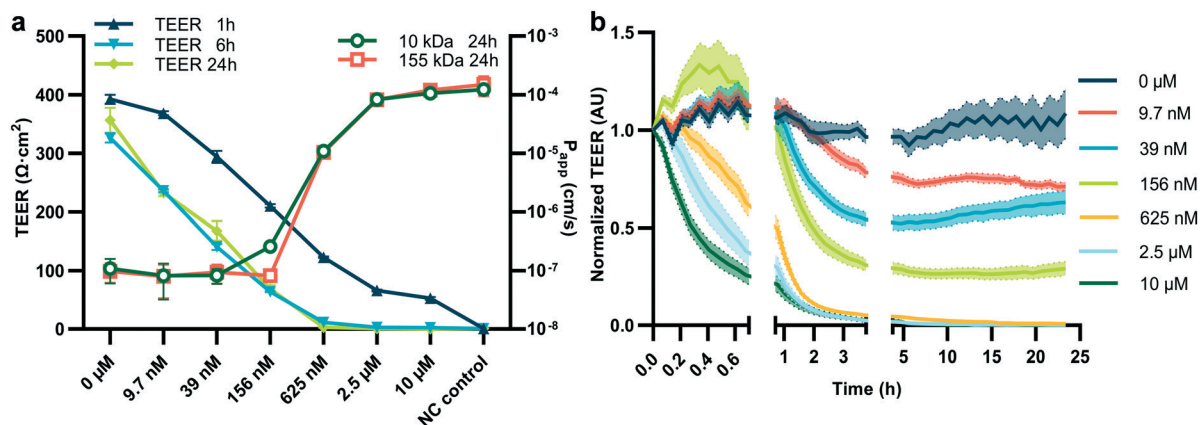 a
TEER 1h
TEER 6h
TEER 24h
10 kDa 24h
155 kDa 24h
500
400
300
200
100
0
TEER (Ω·cm²)
10⁻³
10⁻⁴
10⁻⁵
10⁻⁶
10⁻⁷
10⁻⁸
Papp (cm/s)
0 µM
9.7 nM
39 nM
156 nM
625 nM
2.5 µM
10 µM
NC control
b
1.5
1.0
0.5
0.0
Normalized TEER (AU)
0.0
0.2
0.4
0.6
1
2
3
5
10
15
20
25
Time (h)
0 µM
9.7 nM
39 nM
156 nM
625 nM
2.5 µM
10 µM